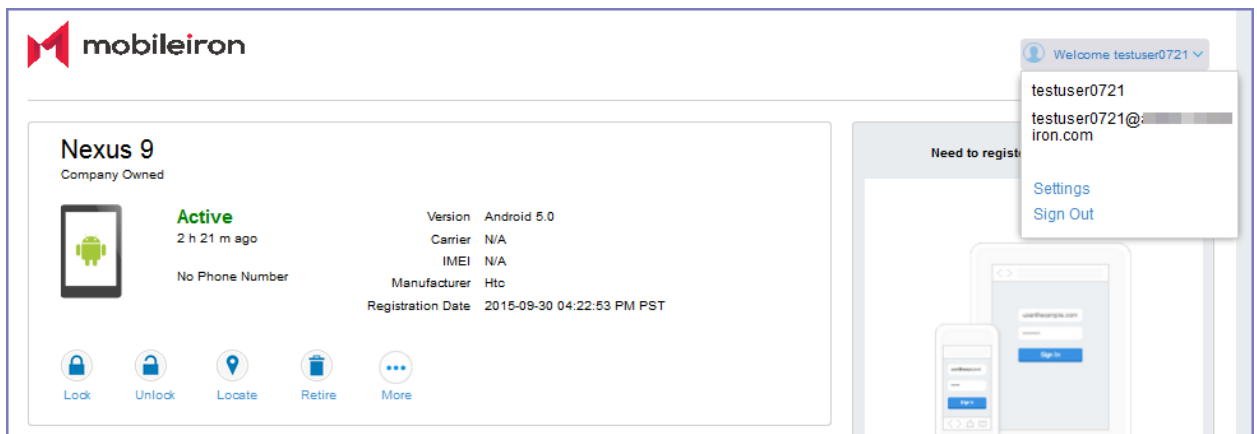 mobileiron
Welcome testuser0721
testuser0721
testuser0721@
iron.com
Settings
Sign Out
Nexus 9
Company Owned
Active
2 h 21 m ago
No Phone Number
Version Android 5.0
Carrier N/A
IMEI N/A
Manufacturer Htc
Registration Date 2015-09-30 04:22:53 PM PST
Lock
Unlock
Locate
Retire
More
Need to regist
Sign In